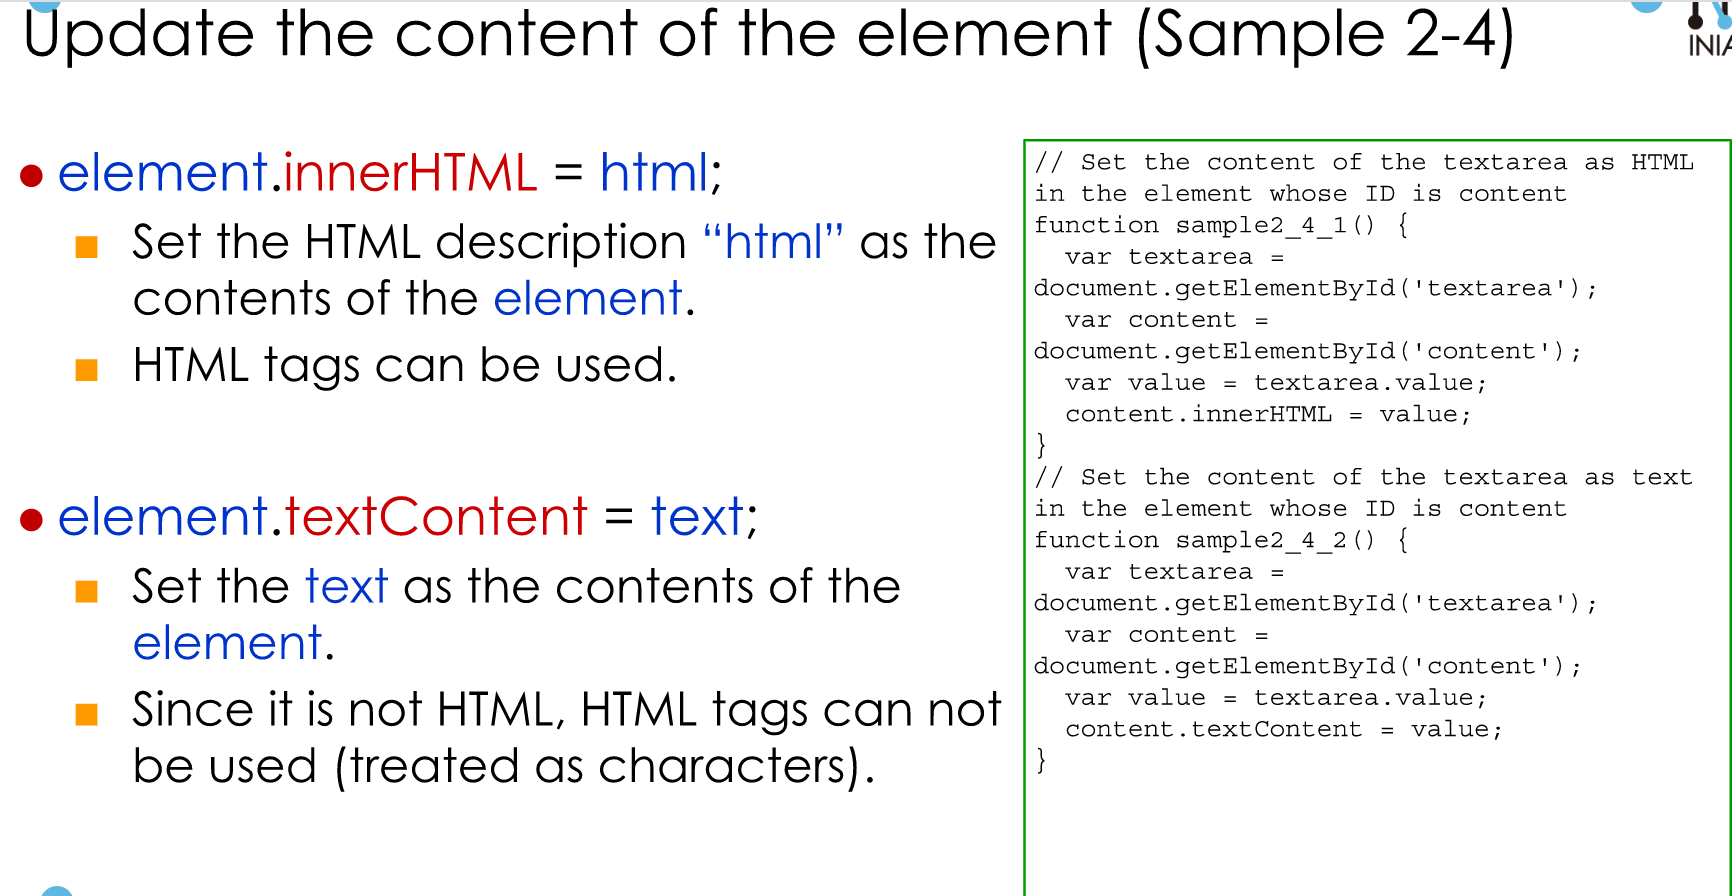 Update the content of the element (Sample 2-4)
element.innerHTML = html;
Set the HTML description “html” as the
contents of the element.
HTML tags can be used.
element.textContent = text;
Set the text as the contents of the
element.
Since it is not HTML, HTML tags can not
be used (treated as characters).
// Set the content of the textarea as HTML
in the element whose ID is content
function sample2_4_1() {
  var textarea =
document.getElementById('textarea');
  var content =
document.getElementById('content');
  var value = textarea.value;
  content.innerHTML = value;
}
// Set the content of the textarea as text
in the element whose ID is content
function sample2_4_2() {
  var textarea =
document.getElementById('textarea');
  var content =
document.getElementById('content');
  var value = textarea.value;
  content.textContent = value;
}